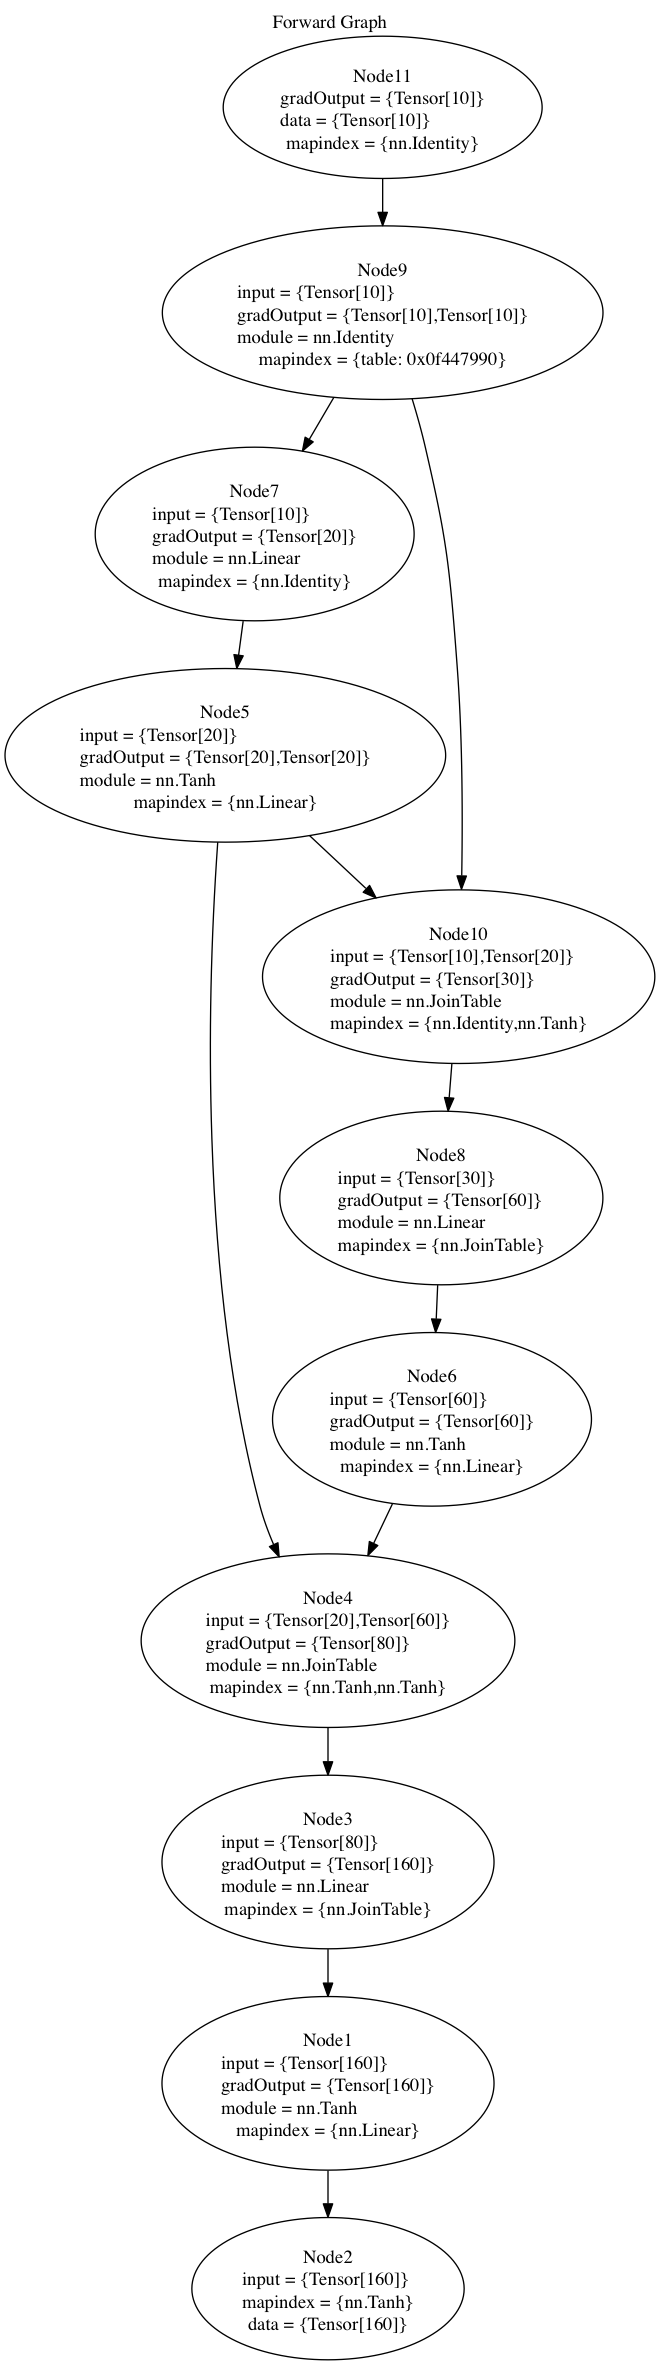 Forward Graph
Node11
gradOutput = {Tensor[10]}
data = {Tensor[10]}
mapindex = {nn.Identity}
Node9
input = {Tensor[10]}
gradOutput = {Tensor[10],Tensor[10]}
module = nn.Identity
mapindex = {table: 0x0f447990}
Node7
input = {Tensor[10]}
gradOutput = {Tensor[20]}
module = nn.Linear
mapindex = {nn.Identity}
Node5
input = {Tensor[20]}
gradOutput = {Tensor[20],Tensor[20]}
module = nn.Tanh
mapindex = {nn.Linear}
Node10
input = {Tensor[10],Tensor[20]}
gradOutput = {Tensor[30]}
module = nn.JoinTable
mapindex = {nn.Identity,nn.Tanh}
Node8
input = {Tensor[30]}
gradOutput = {Tensor[60]}
module = nn.Linear
mapindex = {nn.JoinTable}
Node6
input = {Tensor[60]}
gradOutput = {Tensor[60]}
module = nn.Tanh
mapindex = {nn.Linear}
Node4
input = {Tensor[20],Tensor[60]}
gradOutput = {Tensor[80]}
module = nn.JoinTable
mapindex = {nn.Tanh,nn.Tanh}
Node3
input = {Tensor[80]}
gradOutput = {Tensor[160]}
module = nn.Linear
mapindex = {nn.JoinTable}
Node1
input = {Tensor[160]}
gradOutput = {Tensor[160]}
module = nn.Tanh
mapindex = {nn.Linear}
Node2
input = {Tensor[160]}
mapindex = {nn.Tanh}
data = {Tensor[160]}